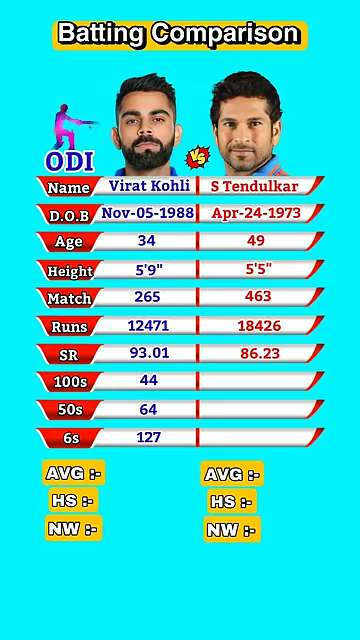 Batting Comparison
VS
ODI
Name Virat Kohli S Tendulkar
D.O.B Nov-05-1988 Apr-24-1973
Age 34 49
Height 5'9" 5'5"
Match 265 463
Runs 12471 18426
SR 93.01 86.23
100s 44
50s 64
6s 127
AVG :- AVG :-
HS :- HS :-
NW :- NW :-